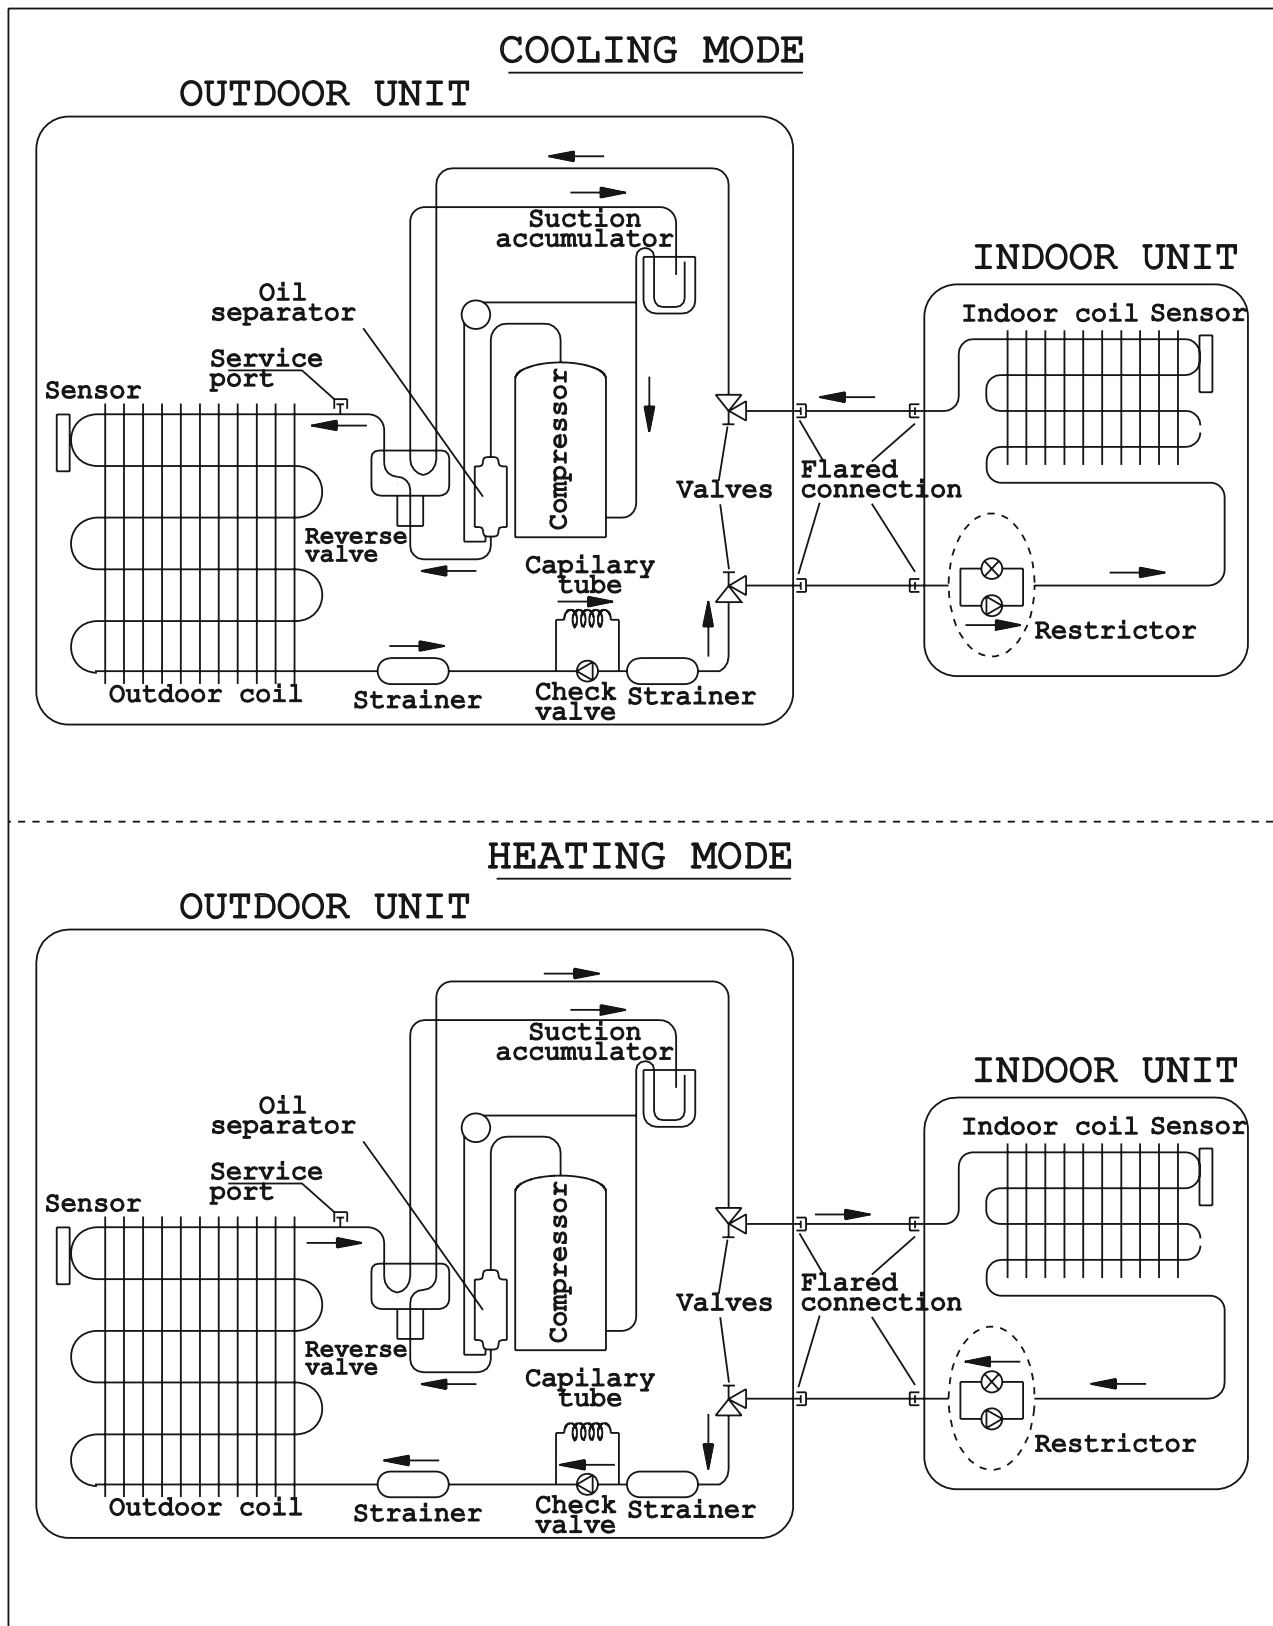 COOLING MODE
OUTDOOR UNIT
Suction
accumulator
INDOOR UNIT
Oil
separator
Indoor coil Sensor
Service
port
Sensor
Compressor
Flared
connection
Valves
Reverse
valve
Capilary
tube
Restrictor
Outdoor coil
Strainer
Check
valve
Strainer
HEATING MODE
OUTDOOR UNIT
Suction
accumulator
INDOOR UNIT
Oil
separator
Indoor coil Sensor
Service
port
Sensor
Compressor
Flared
connection
Valves
Reverse
valve
Capilary
tube
Restrictor
Outdoor coil
Strainer
Check
valve
Strainer